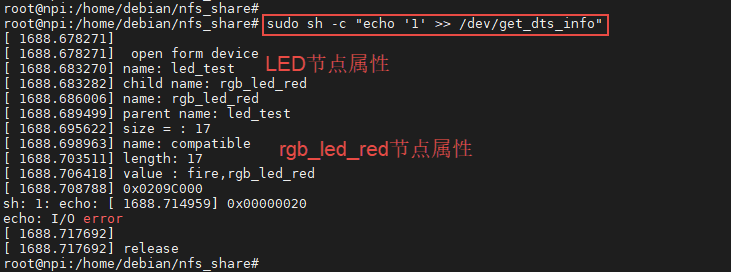 root@npi:/home/debian/nfs_share#
root@npi:/home/debian/nfs_share# sudo sh -c "echo '1' >> /dev/get_dts_info"
[ 1688.678271]
[ 1688.678271]  open form device
[ 1688.683270] name: led_test
LED节点属性
[ 1688.683282] child name: rgb_led_red
[ 1688.686006] name: rgb_led_red
[ 1688.689499] parent name: led_test
[ 1688.695622] size = : 17
[ 1688.698963] name: compatible
rgb_led_red节点属性
[ 1688.703511] length: 17
[ 1688.706418] value : fire,rgb_led_red
[ 1688.708788] 0x0209C000
sh: 1: echo: [ 1688.714959] 0x00000020
echo: I/O error
[ 1688.717692]
[ 1688.717692] release
root@npi:/home/debian/nfs_share#